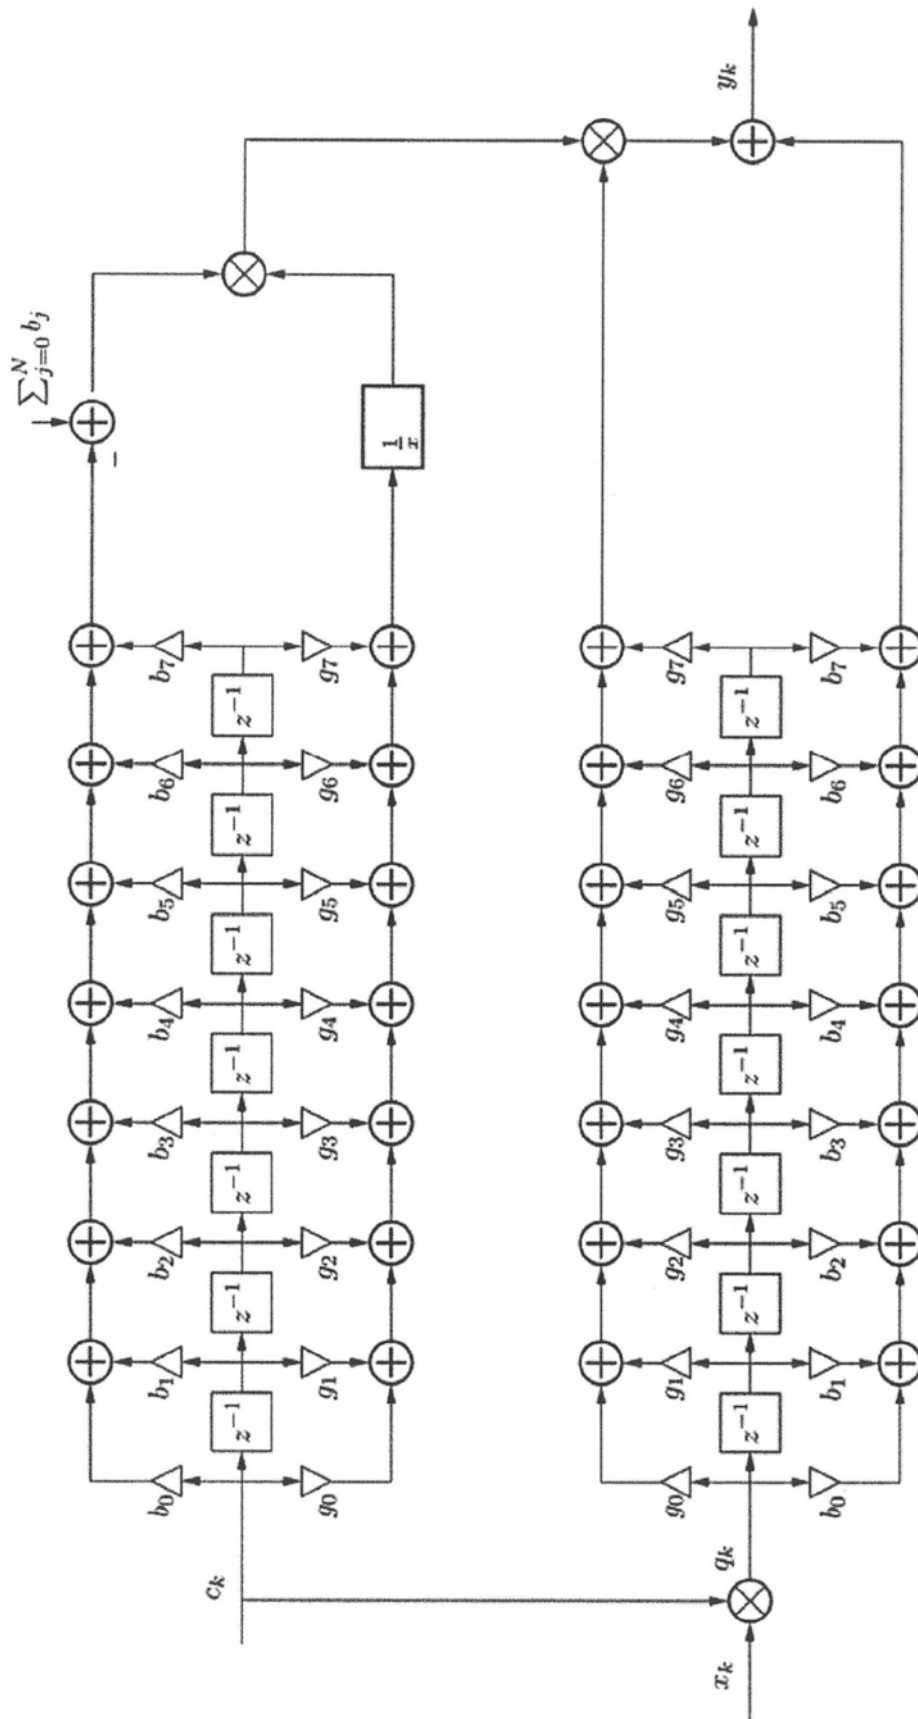 $\sum_{j=0}^{N} b_j$
−
$b_0$ $b_1$ $b_2$ $b_3$ $b_4$ $b_5$ $b_6$ $b_7$
$c_k$ $z^{-1}$ $z^{-1}$ $z^{-1}$ $z^{-1}$ $z^{-1}$ $z^{-1}$ $z^{-1}$
$g_0$ $g_1$ $g_2$ $g_3$ $g_4$ $g_5$ $g_6$ $g_7$
$\frac{1}{x}$
$g_0$ $g_1$ $g_2$ $g_3$ $g_4$ $g_5$ $g_6$ $g_7$
$x_k$ $q_k$ $z^{-1}$ $z^{-1}$ $z^{-1}$ $z^{-1}$ $z^{-1}$ $z^{-1}$ $z^{-1}$ $y_k$
$b_0$ $b_1$ $b_2$ $b_3$ $b_4$ $b_5$ $b_6$ $b_7$